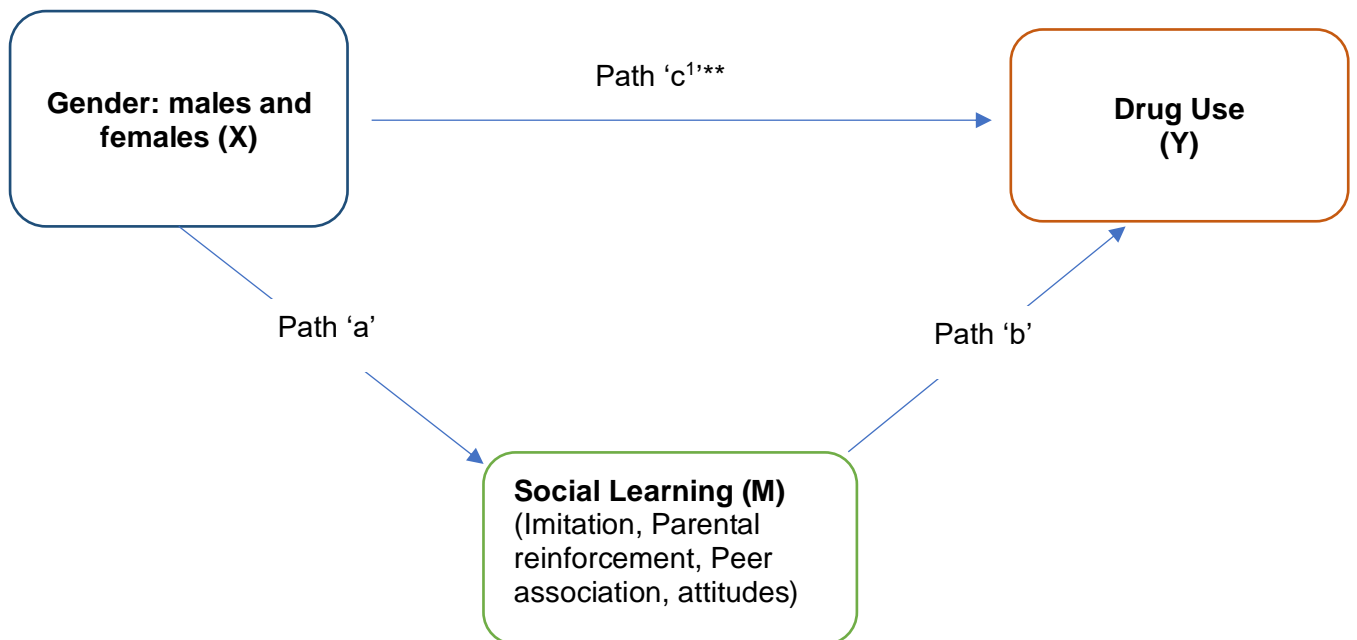 Gender: males and
females (X)
Path ‘c¹’**
Drug Use
(Y)
Path ‘a’
Path ‘b’
Social Learning (M)
(Imitation, Parental
reinforcement, Peer
association, attitudes)